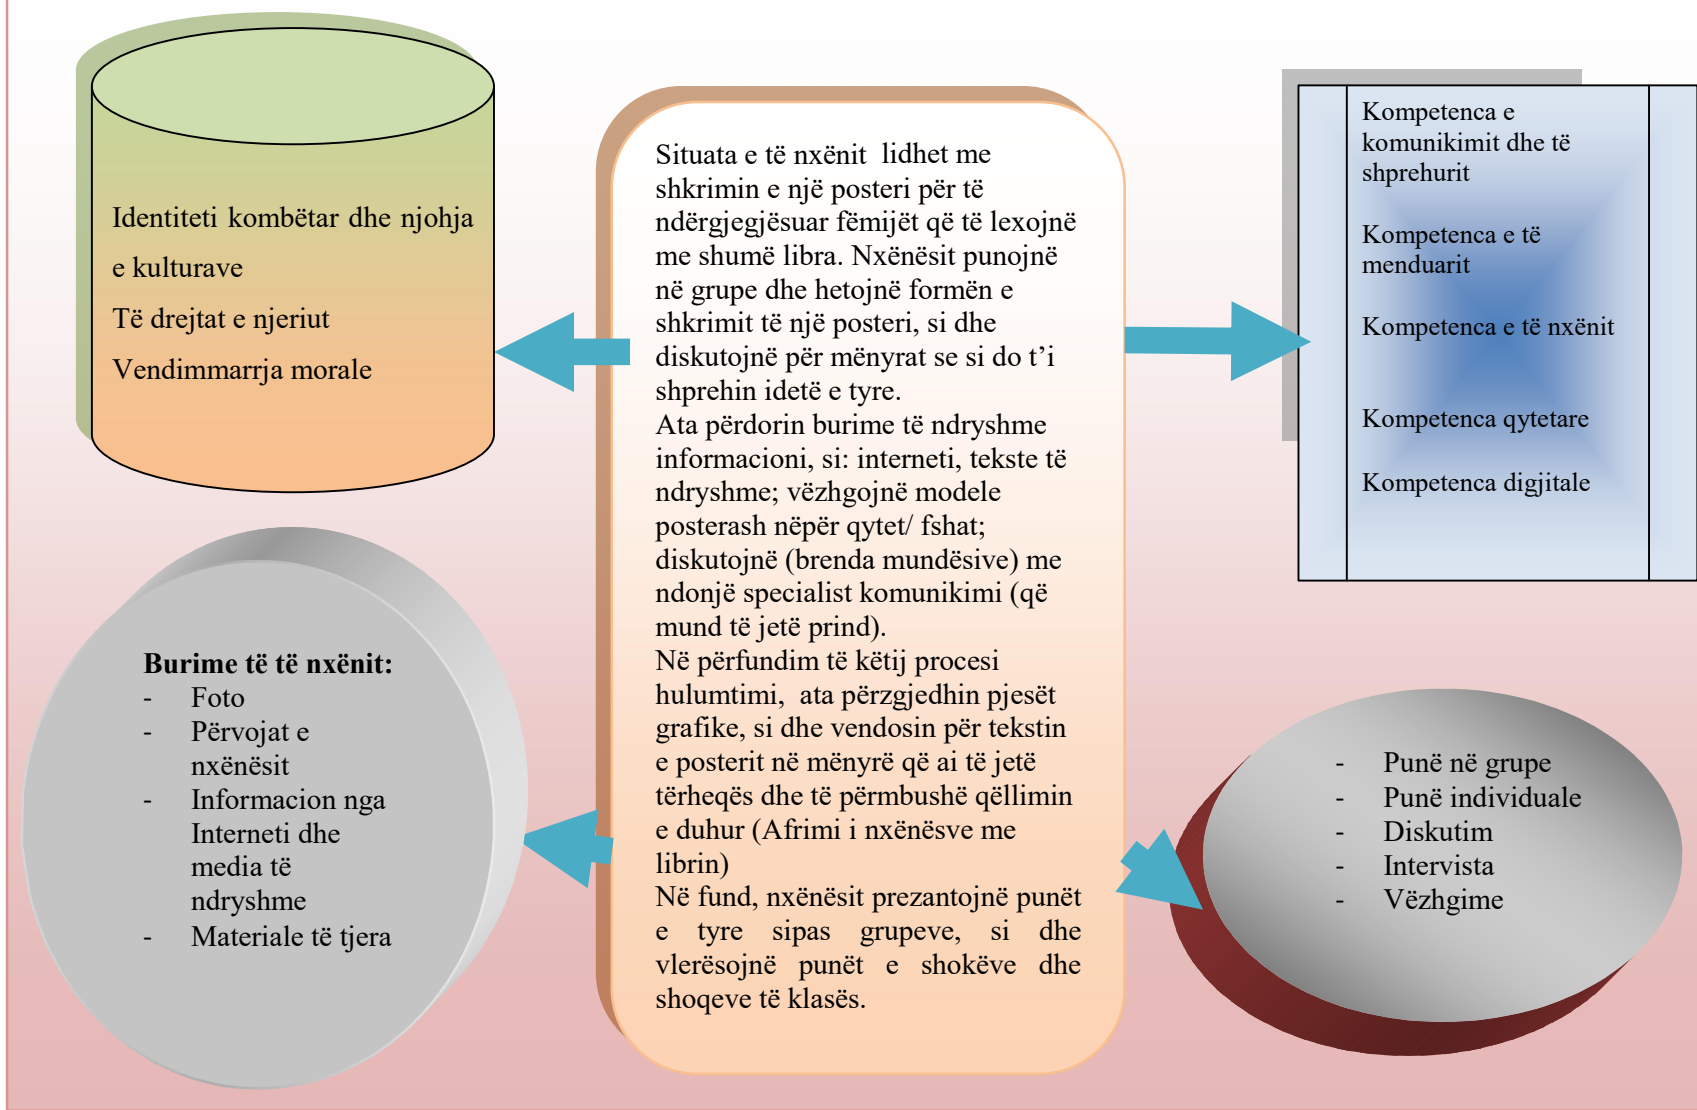 Identiteti kombëtar dhe njohja
e kulturave
Të drejtat e njeriut
Vendimmarrja morale
Situata e të nxënit lidhet me
shkrimin e një posteri për të
ndërgjegjësuar fëmijët që të lexojnë
me shumë libra. Nxënësit punojnë
në grupe dhe hetojnë formën e
shkrimit të një posteri, si dhe
diskutojnë për mënyrat se si do t’i
shprehin idetë e tyre.
Ata përdorin burime të ndryshme
informacioni, si: interneti, tekste të
ndryshme; vëzhgojnë modele
posterash nëpër qytet/ fshat;
diskutojnë (brenda mundësive) me
ndonjë specialist komunikimi (që
mund të jetë prind).
Në përfundim të këtij procesi
hulumtimi, ata përzgjedhin pjesët
grafike, si dhe vendosin për tekstin
e posterit në mënyrë që ai të jetë
tërheqës dhe të përmbushë qëllimin
e duhur (Afrimi i nxënësve me
librin)
Në fund, nxënësit prezantojnë punët
e tyre sipas grupeve, si dhe
vlerësojnë punët e shokëve dhe
shoqeve të klasës.
Kompetenca e
komunikimit dhe të
shprehurit
Kompetenca e të
menduarit
Kompetenca e të nxënit
Kompetenca qytetare
Kompetenca digjitale
Burime të të nxënit:
- Foto
- Përvojat e
nxënësit
- Informacion nga
Interneti dhe
media të
ndryshme
- Materiale të tjera
- Punë në grupe
- Punë individuale
- Diskutim
- Intervista
- Vëzhgime